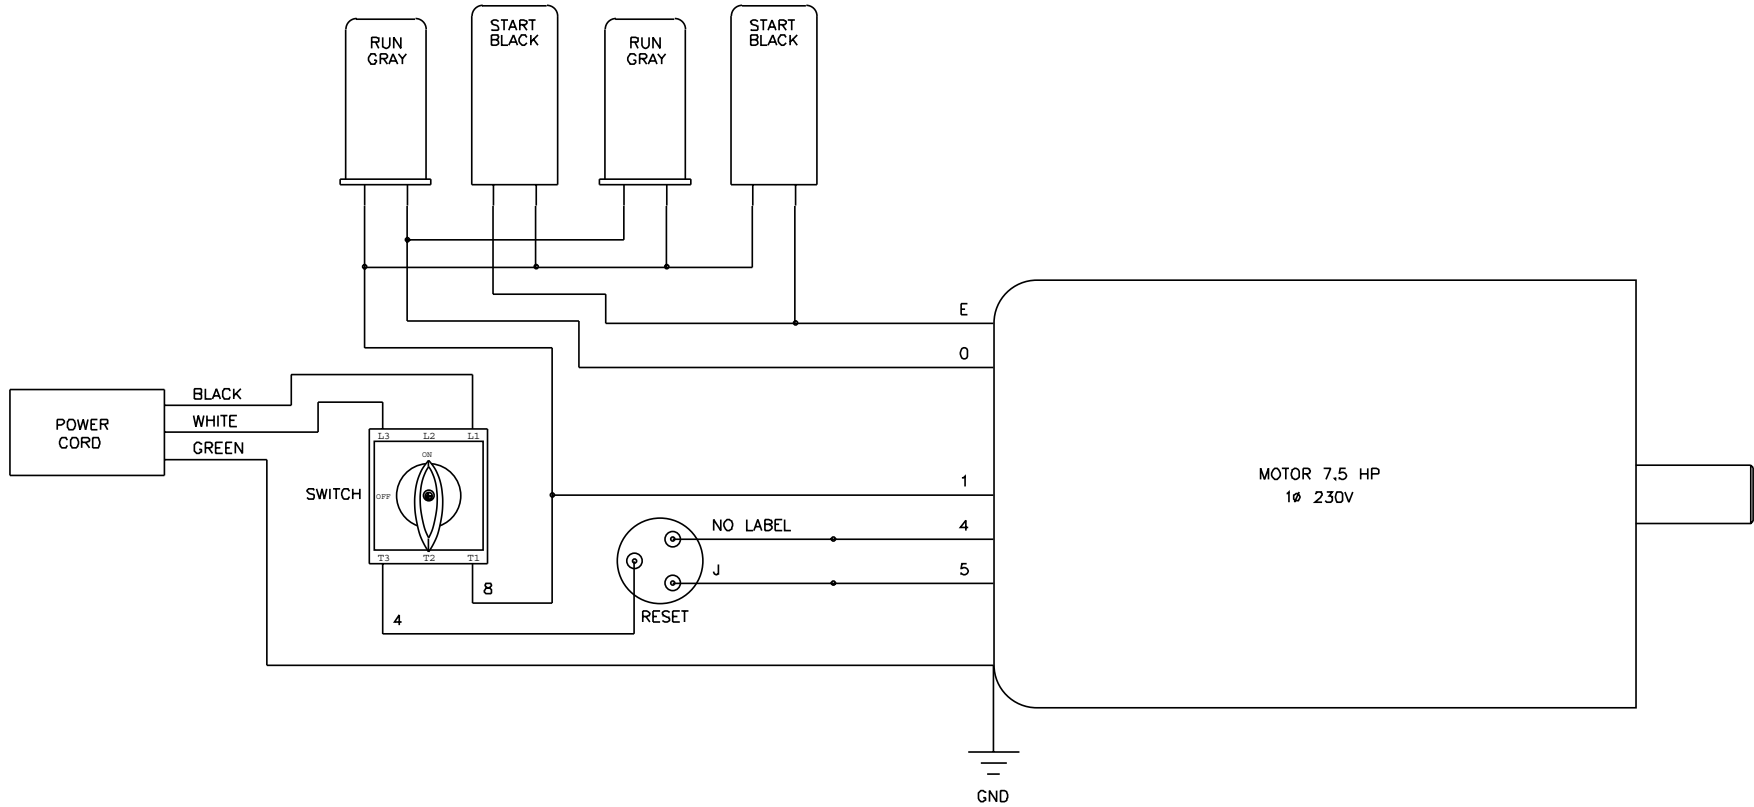 RUN
GRAY
START
BLACK
RUN
GRAY
START
BLACK
E
O
BLACK
WHITE
GREEN
POWER
CORD
L3 L2 L1
ON
OFF
SWITCH
T3 T2 T1
8
4
1
NO LABEL
4
J
5
RESET
MOTOR 7.5 HP
1ø 230V
GND